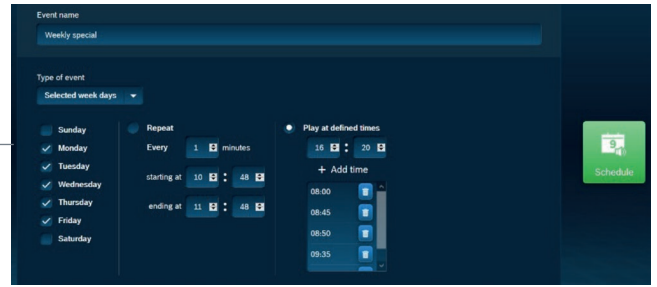 Event name
Weekly special
Type of event
Selected week days
Sunday
Monday
Tuesday
Wednesday
Thursday
Friday
Saturday
Repeat
Every 1 minutes
starting at 10 : 48
ending at 11 : 48
Play at defined times
16 : 20
+ Add time
08:00
08:45
08:50
09:35
9
Schedule